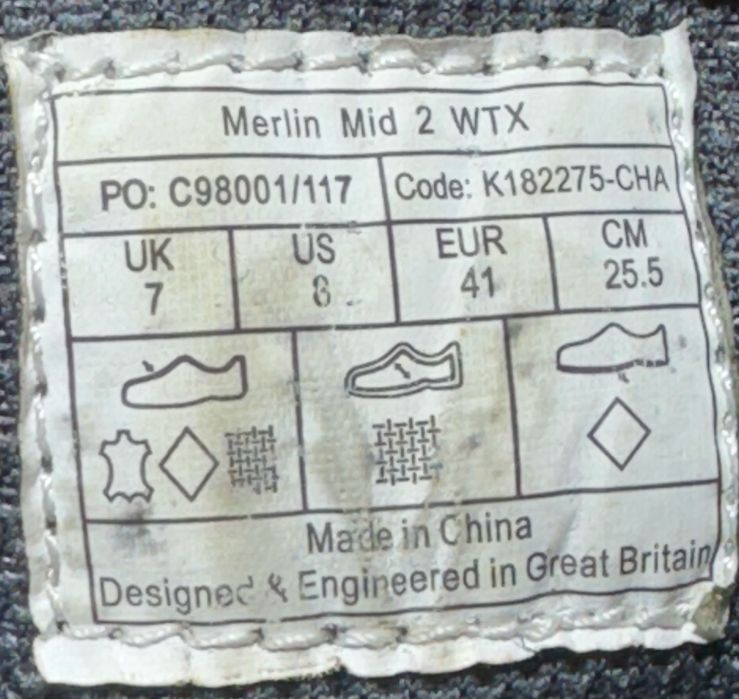 Merlin Mid 2 WTX
PO: C98001/117 Code: K182275-CHA
UK US EUR CM
7 8 41 25.5
Made in China
Designed & Engineered in Great Britain